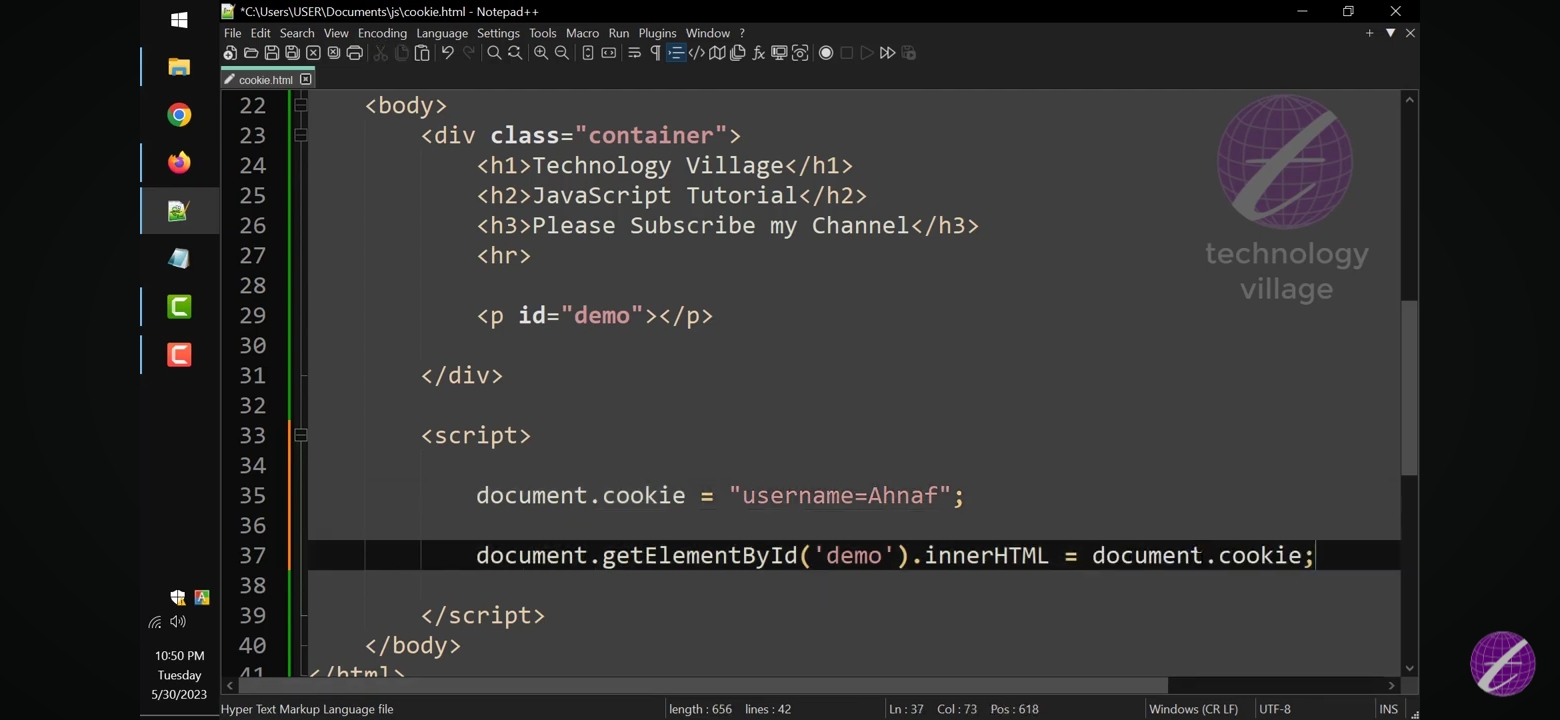 *C:\Users\USER\Documents\js\cookie.html - Notepad++
File Edit Search View Encoding Language Settings Tools Macro Run Plugins Window ?
cookie.html
22 <body>
23 <div class="container">
24 <h1>Technology Village</h1>
25 <h2>JavaScript Tutorial</h2>
26 <h3>Please Subscribe my Channel</h3>
27 <hr>
28
29 <p id="demo"></p>
30
31 </div>
32
33 <script>
34
35 document.cookie = "username=Ahnaf";
36
37 document.getElementById('demo').innerHTML = document.cookie;
38
39 </script>
40 </body>
41 </html>
technology
village
10:50 PM
Tuesday
5/30/2023
Hyper Text Markup Language file length : 656 lines : 42 Ln : 37 Col : 73 Pos : 618 Windows (CR LF) UTF-8 INS